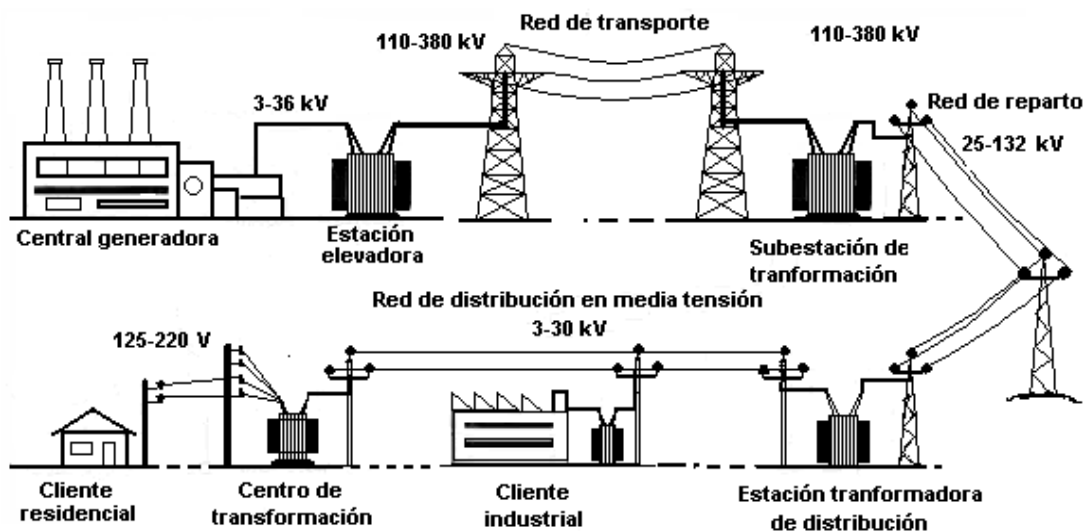 Red de transporte
110-380 kV
110-380 kV
3-36 kV
Red de reparto
25-132 kV
Central generadora
Estación
elevadora
Subestación de
tranformación
Red de distribución en media tensión
3-30 kV
125-220 V
Cliente
residencial
Centro de
transformación
Cliente
industrial
Estación tranformadora
de distribución